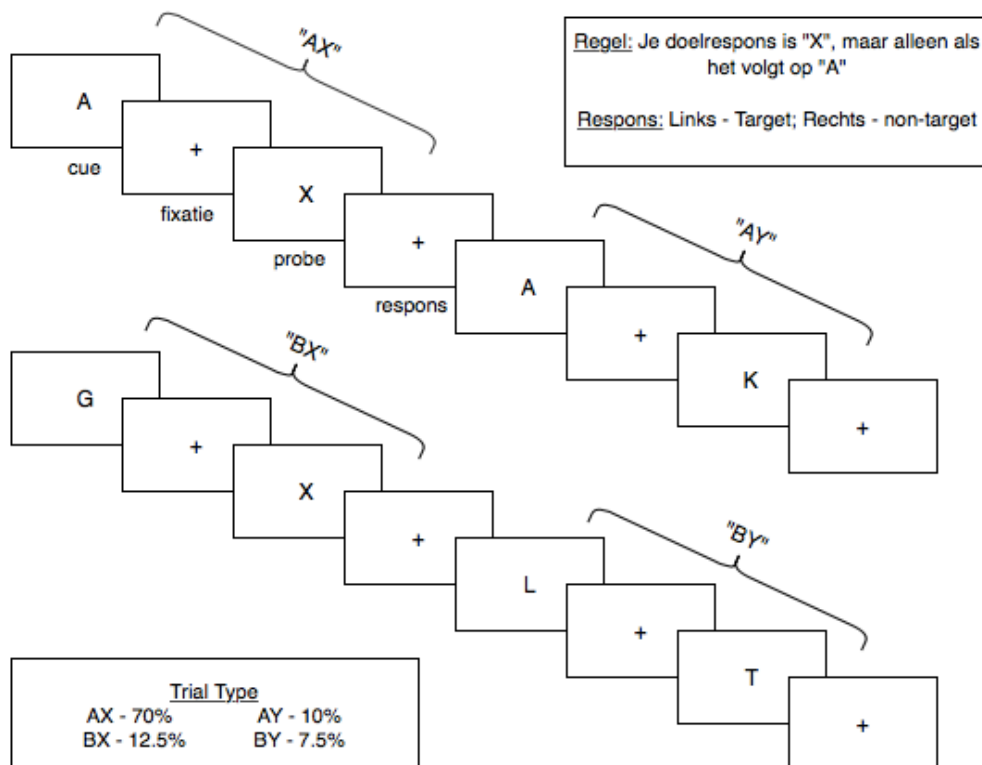 "AX"
Regel: Je doelrespons is "X", maar alleen als
het volgt op "A"
Respons: Links - Target; Rechts - non-target
A
cue
+
fixatie
X
probe
+
respons
"AY"
A
+
K
+
"BX"
G
+
X
+
"BY"
L
+
T
+
Trial Type
AX - 70% AY - 10%
BX - 12.5% BY - 7.5%